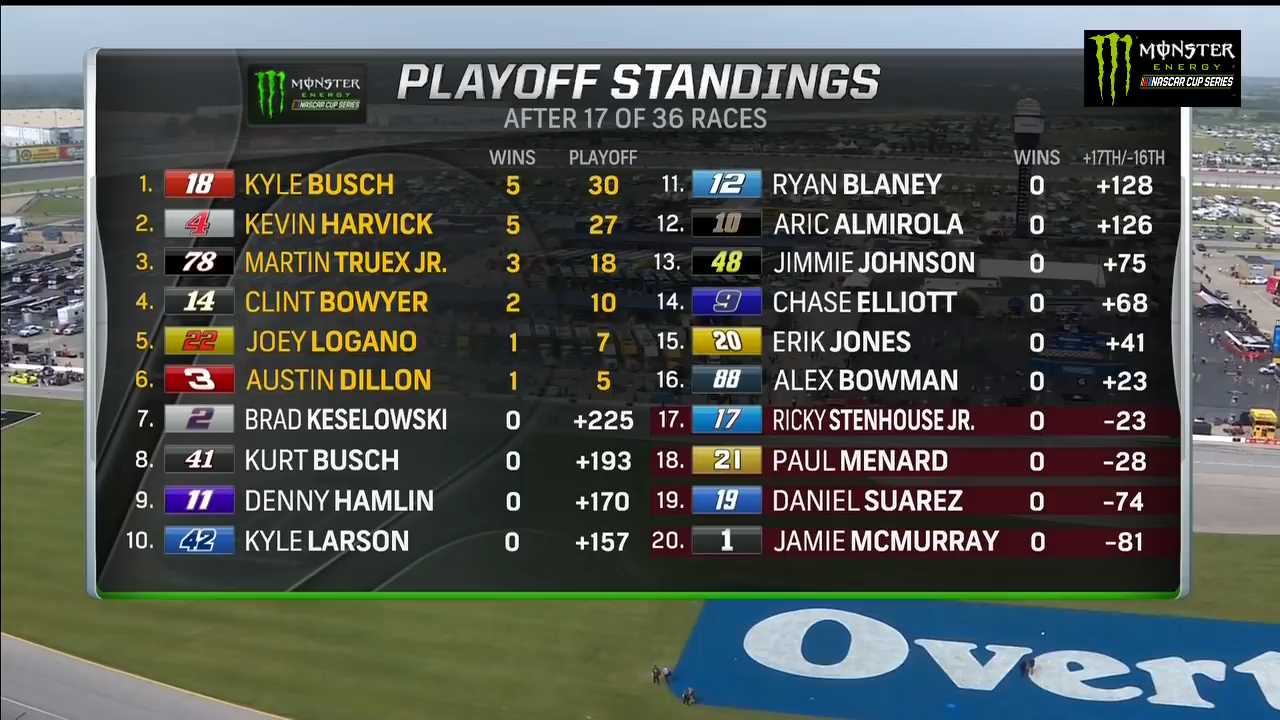 MONSTER
ENERGY
NASCAR CUP SERIES
PLAYOFF STANDINGS
AFTER 17 OF 36 RACES
MONSTER
ENERGY
NASCAR CUP SERIES
WINS PLAYOFF
1. 18 KYLE BUSCH 5 30
2. 4 KEVIN HARVICK 5 27
3. 78 MARTIN TRUEX JR. 3 18
4. 14 CLINT BOWYER 2 10
5. 22 JOEY LOGANO 1 7
6. 3 AUSTIN DILLON 1 5
7. 2 BRAD KESELOWSKI 0 +225
8. 41 KURT BUSCH 0 +193
9. 11 DENNY HAMLIN 0 +170
10. 42 KYLE LARSON 0 +157
WINS +17TH/-16TH
11. 12 RYAN BLANEY 0 +128
12. 10 ARIC ALMIROLA 0 +126
13. 48 JIMMIE JOHNSON 0 +75
14. 9 CHASE ELLIOTT 0 +68
15. 20 ERIK JONES 0 +41
16. 88 ALEX BOWMAN 0 +23
17. 17 RICKY STENHOUSE JR. 0 -23
18. 21 PAUL MENARD 0 -28
19. 19 DANIEL SUAREZ 0 -74
20. 1 JAMIE MCMURRAY 0 -81
Overt